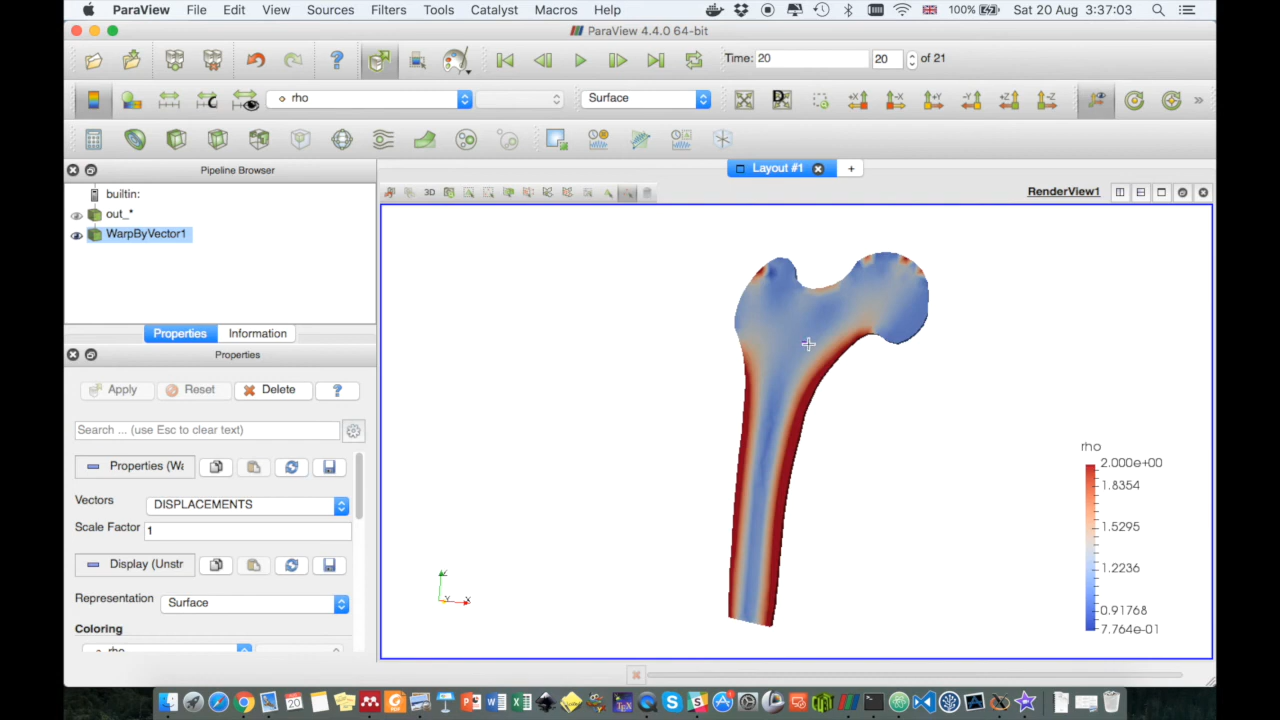 ParaView File Edit View Sources Filters Tools Catalyst Macros Help 100% Sat 20 Aug 3:37:03
ParaView 4.4.0 64-bit
Time: 20 20 of 21
rho Surface
Pipeline Browser Layout #1
builtin: 3D RenderView1
out_*
WarpByVector1
Properties Information
Properties
Apply Reset Delete ?
Search ... (use Esc to clear text)
Properties (Wa
Vectors DISPLACEMENTS
Scale Factor 1
Display (Unstr
Representation Surface
Coloring
rho
rho
2.000e+00
1.8354
1.5295
1.2236
0.91768
7.764e-01
Y X